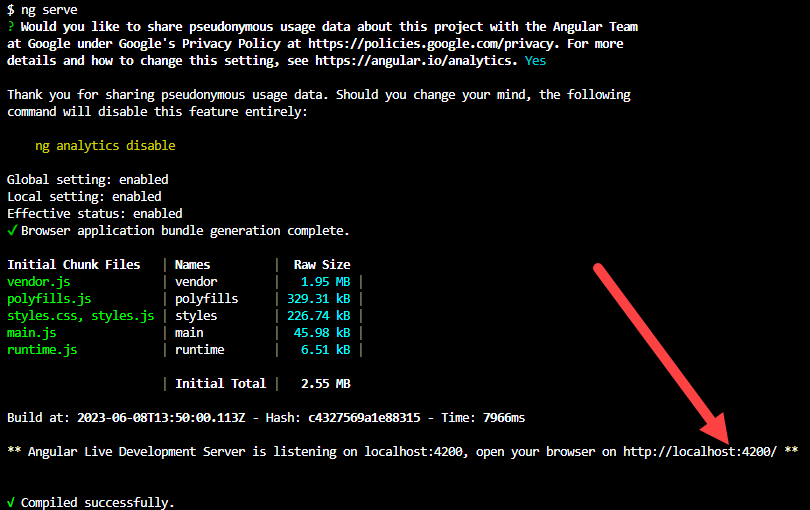 $ ng serve
? Would you like to share pseudonymous usage data about this project with the Angular Team
at Google under Google's Privacy Policy at https://policies.google.com/privacy. For more
details and how to change this setting, see https://angular.io/analytics. Yes
Thank you for sharing pseudonymous usage data. Should you change your mind, the following
command will disable this feature entirely:
ng analytics disable
Global setting: enabled
Local setting: enabled
Effective status: enabled
✓ Browser application bundle generation complete.
Initial Chunk Files | Names | Raw Size
vendor.js | vendor | 1.95 MB |
polyfills.js | polyfills | 329.31 kB |
styles.css, styles.js | styles | 226.74 kB |
main.js | main | 45.98 kB |
runtime.js | runtime | 6.51 kB |
| Initial Total | 2.55 MB
Build at: 2023-06-08T13:50:00.113Z - Hash: c4327569a1e88315 - Time: 7966ms
** Angular Live Development Server is listening on localhost:4200, open your browser on http://localhost:4200/ **
√ Compiled successfully.